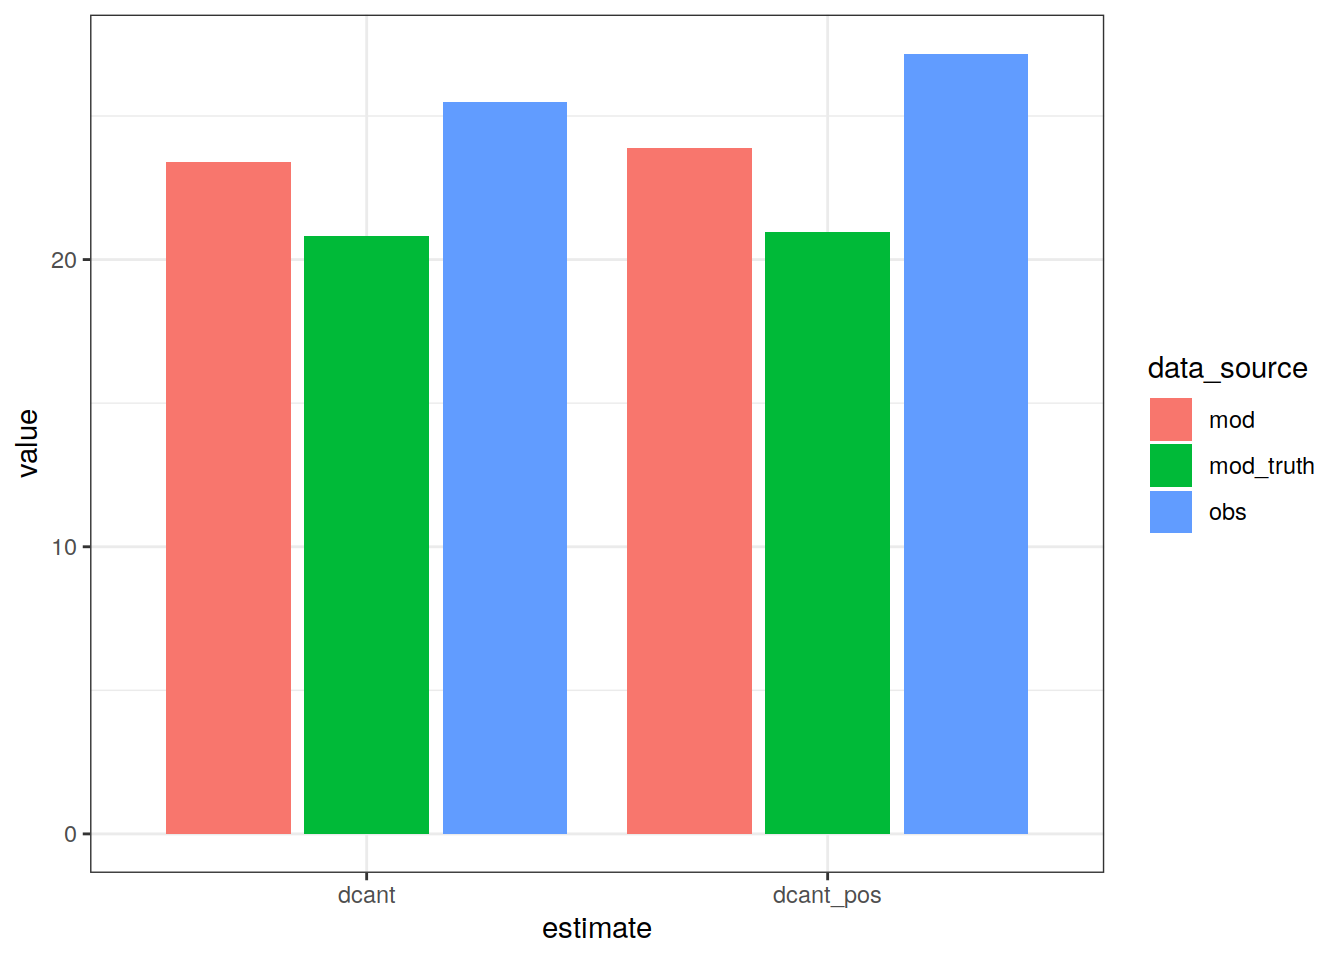 value
20
10
0
dcant
dcant_pos
estimate
data_source
mod
mod_truth
obs